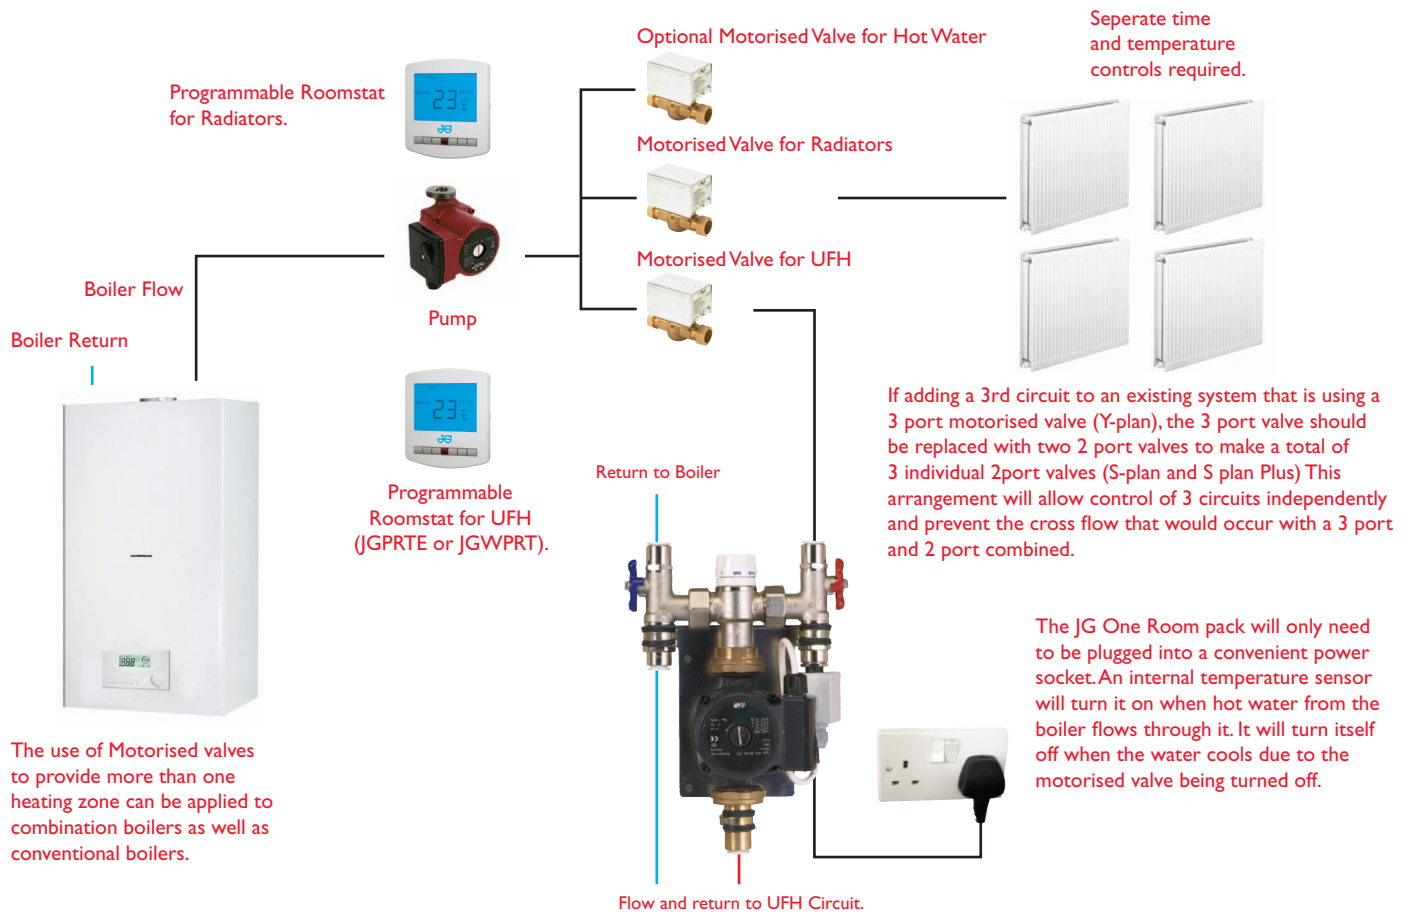 Optional Motorised Valve for Hot Water
Seperate time
and temperature
controls required.
Programmable Roomstat
for Radiators.
23
JG
Motorised Valve for Radiators
Motorised Valve for UFH
Boiler Flow
Pump
Boiler Return
23
JG
Programmable
Roomstat for UFH
(JGPRTE or JGWPRT).
If adding a 3rd circuit to an existing system that is using a
3 port motorised valve (Y-plan), the 3 port valve should
be replaced with two 2 port valves to make a total of
3 individual 2port valves (S-plan and S plan Plus) This
arrangement will allow control of 3 circuits independently
and prevent the cross flow that would occur with a 3 port
and 2 port combined.
Return to Boiler
The JG One Room pack will only need
to be plugged into a convenient power
socket. An internal temperature sensor
will turn it on when hot water from the
boiler flows through it. It will turn itself
off when the water cools due to the
motorised valve being turned off.
The use of Motorised valves
to provide more than one
heating zone can be applied to
combination boilers as well as
conventional boilers.
Flow and return to UFH Circuit.